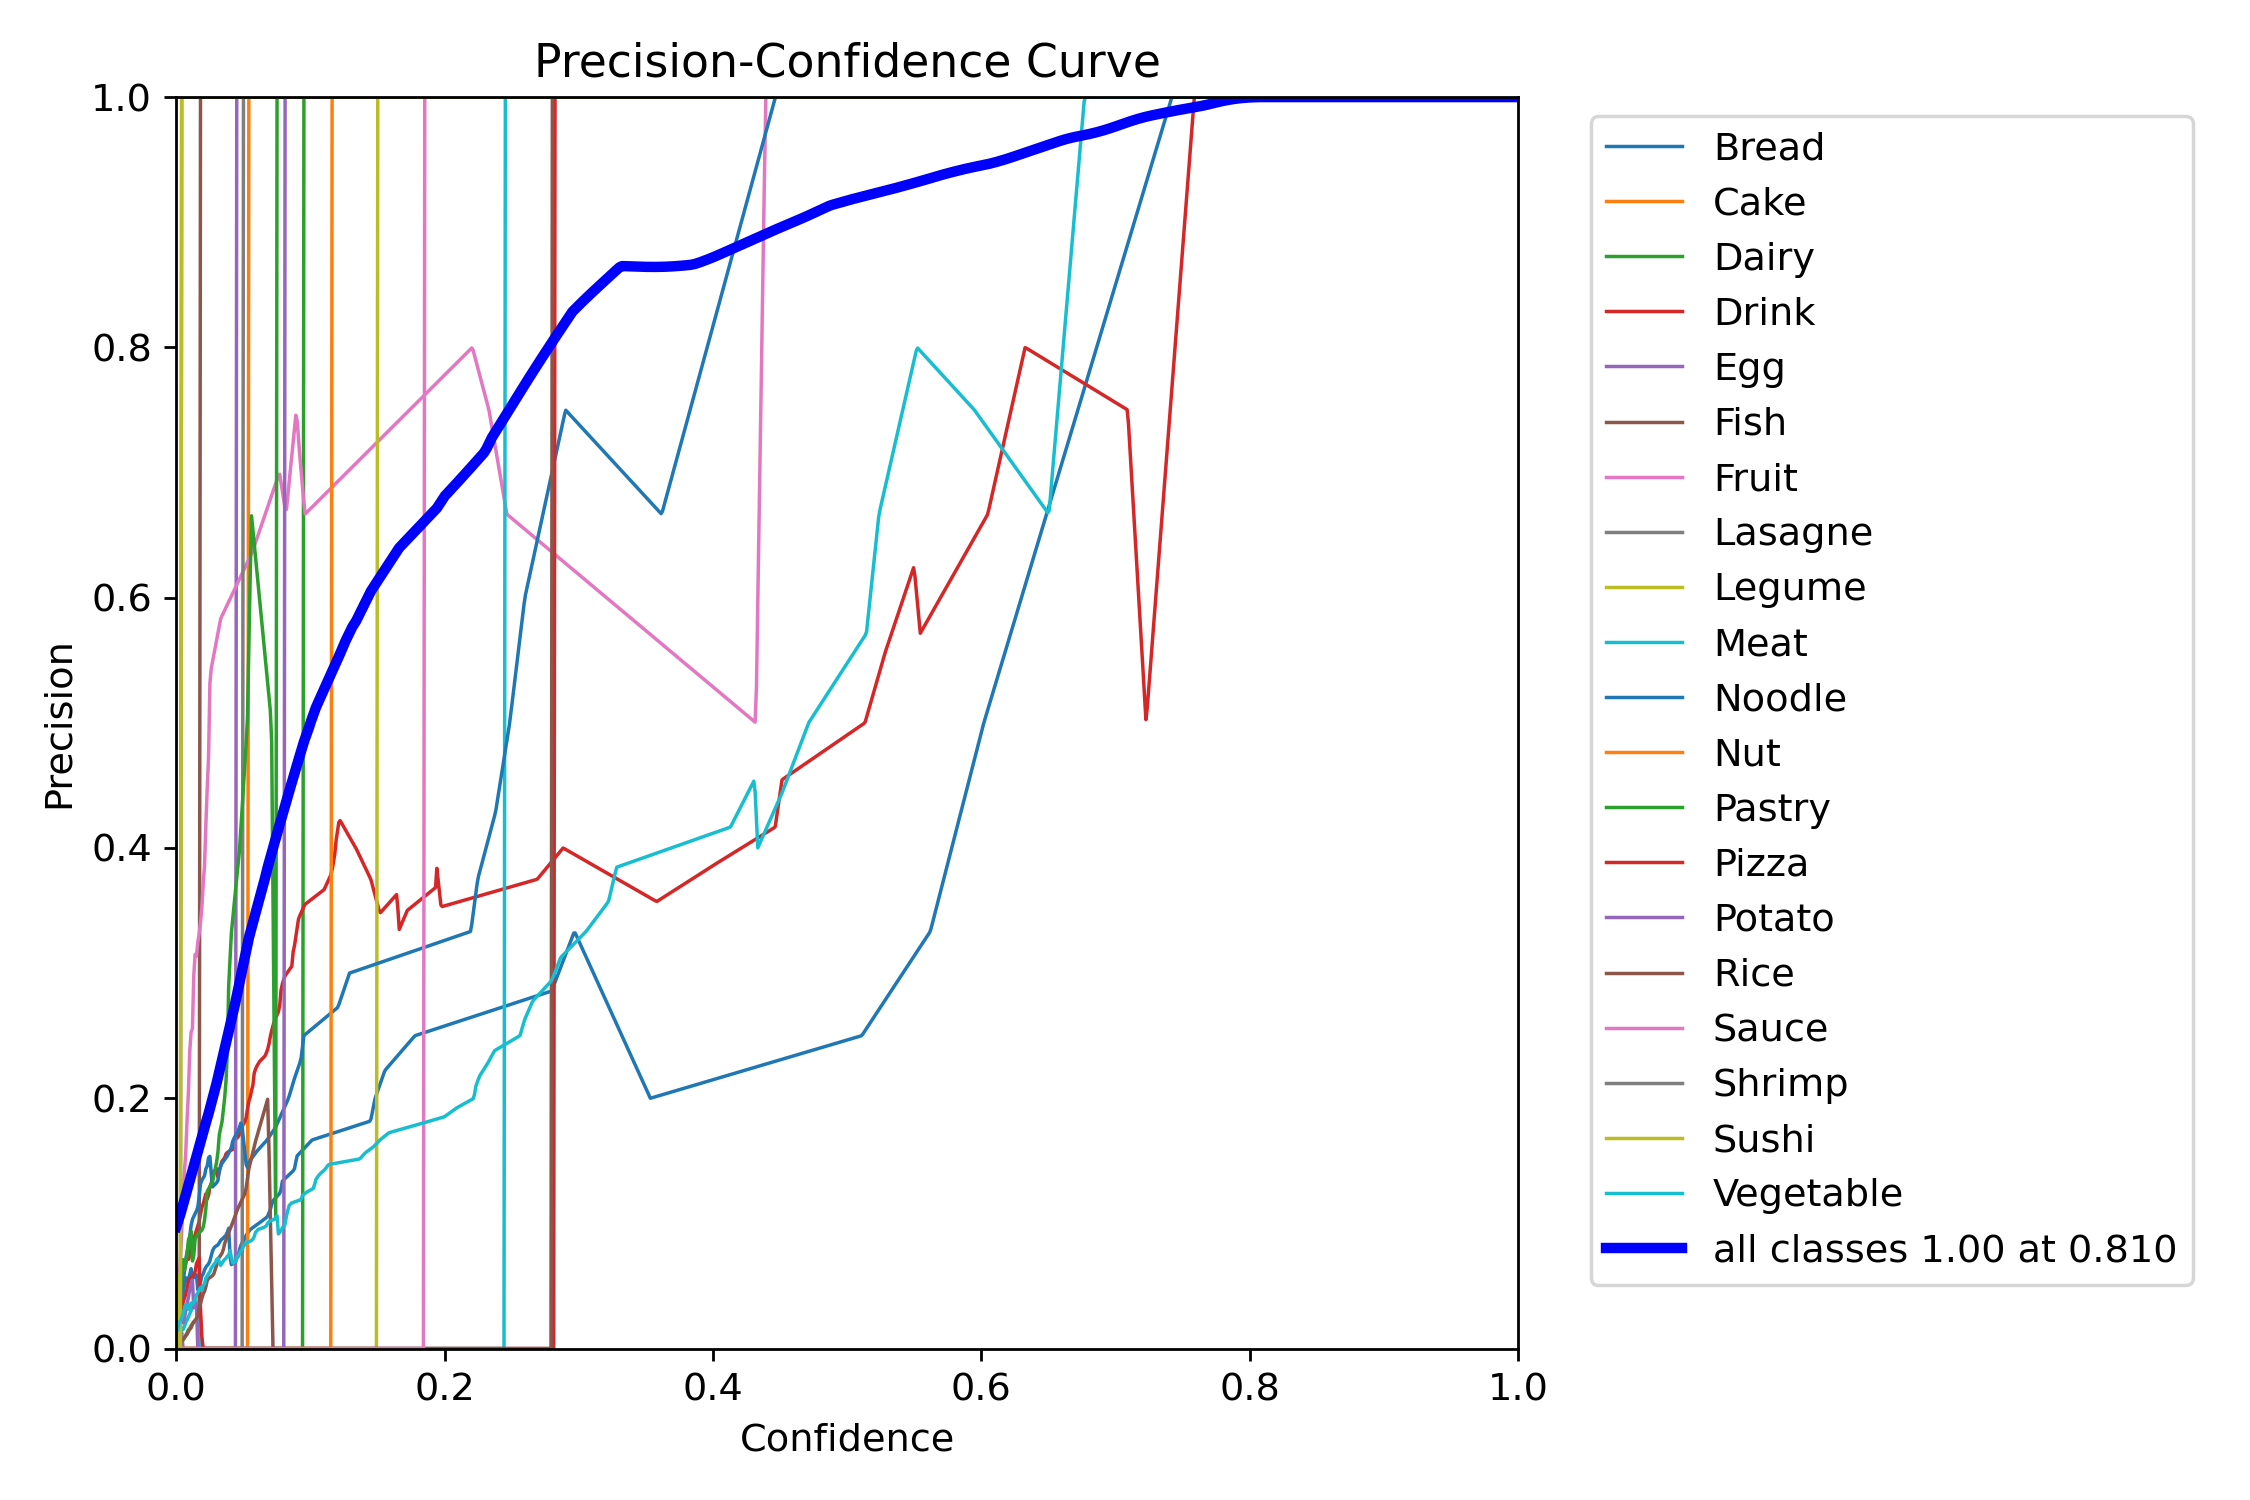 Precision-Confidence Curve
1.0
0.8
0.6
0.4
0.2
0.0
Precision
0.0 0.2 0.4 0.6 0.8 1.0
Confidence
Bread
Cake
Dairy
Drink
Egg
Fish
Fruit
Lasagne
Legume
Meat
Noodle
Nut
Pastry
Pizza
Potato
Rice
Sauce
Shrimp
Sushi
Vegetable
all classes 1.00 at 0.810